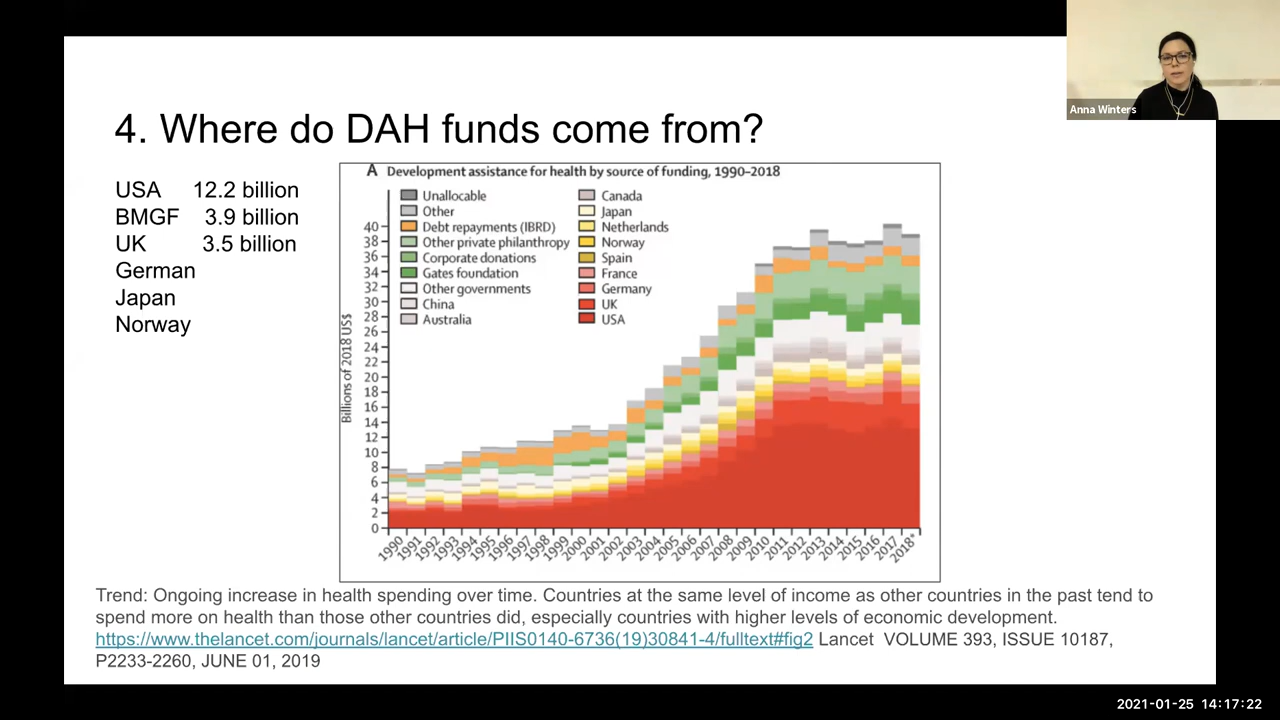 Anna Winters
4. Where do DAH funds come from?
USA 12.2 billion
BMGF 3.9 billion
UK 3.5 billion
German
Japan
Norway
A Development assistance for health by source of funding, 1990–2018
Unallocable
Other
Debt repayments (IBRD)
Other private philanthropy
Corporate donations
Gates foundation
Other governments
China
Australia
Canada
Japan
Netherlands
Norway
Spain
France
Germany
UK
USA
Billions of 2018 US$
40
38
36
34
32
30
28
26
24
22
20
18
16
14
12
10
8
6
4
2
0
1990 1991 1992 1993 1994 1995 1996 1997 1998 1999 2000 2001 2002 2003 2004 2005 2006 2007 2008 2009 2010 2011 2012 2013 2014 2015 2016 2017 2018*
Trend: Ongoing increase in health spending over time. Countries at the same level of income as other countries in the past tend to
spend more on health than those other countries did, especially countries with higher levels of economic development.
https://www.thelancet.com/journals/lancet/article/PIIS0140-6736(19)30841-4/fulltext#fig2 Lancet VOLUME 393, ISSUE 10187,
P2233-2260, JUNE 01, 2019
2021-01-25 14:17:22